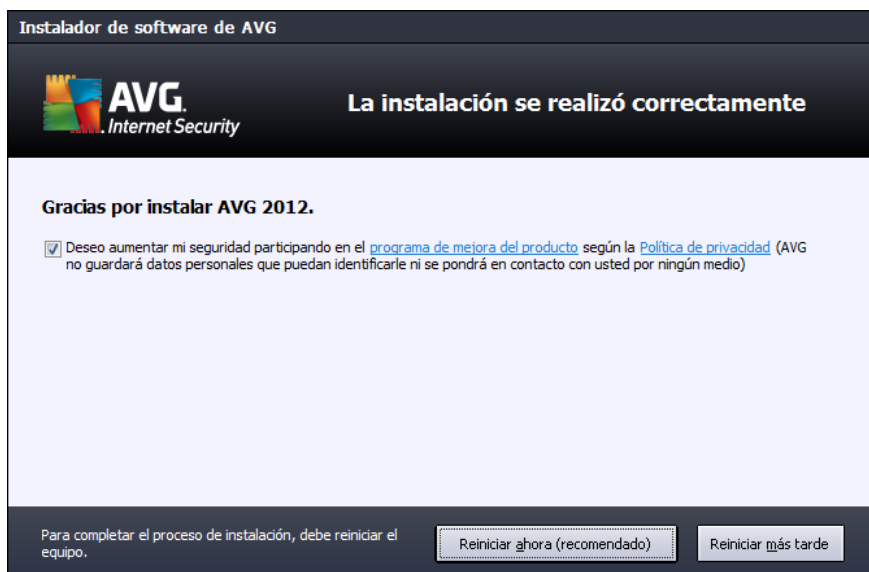 Instalador de software de AVG
AVG.
Internet Security
La instalación se realizó correctamente
Gracias por instalar AVG 2012.
Deseo aumentar mi seguridad participando en el programa de mejora del producto según la Política de privacidad (AVG
no guardará datos personales que puedan identificarle ni se pondrá en contacto con usted por ningún medio)
Para completar el proceso de instalación, debe reiniciar el
equipo.
Reiniciar ahora (recomendado)
Reiniciar más tarde